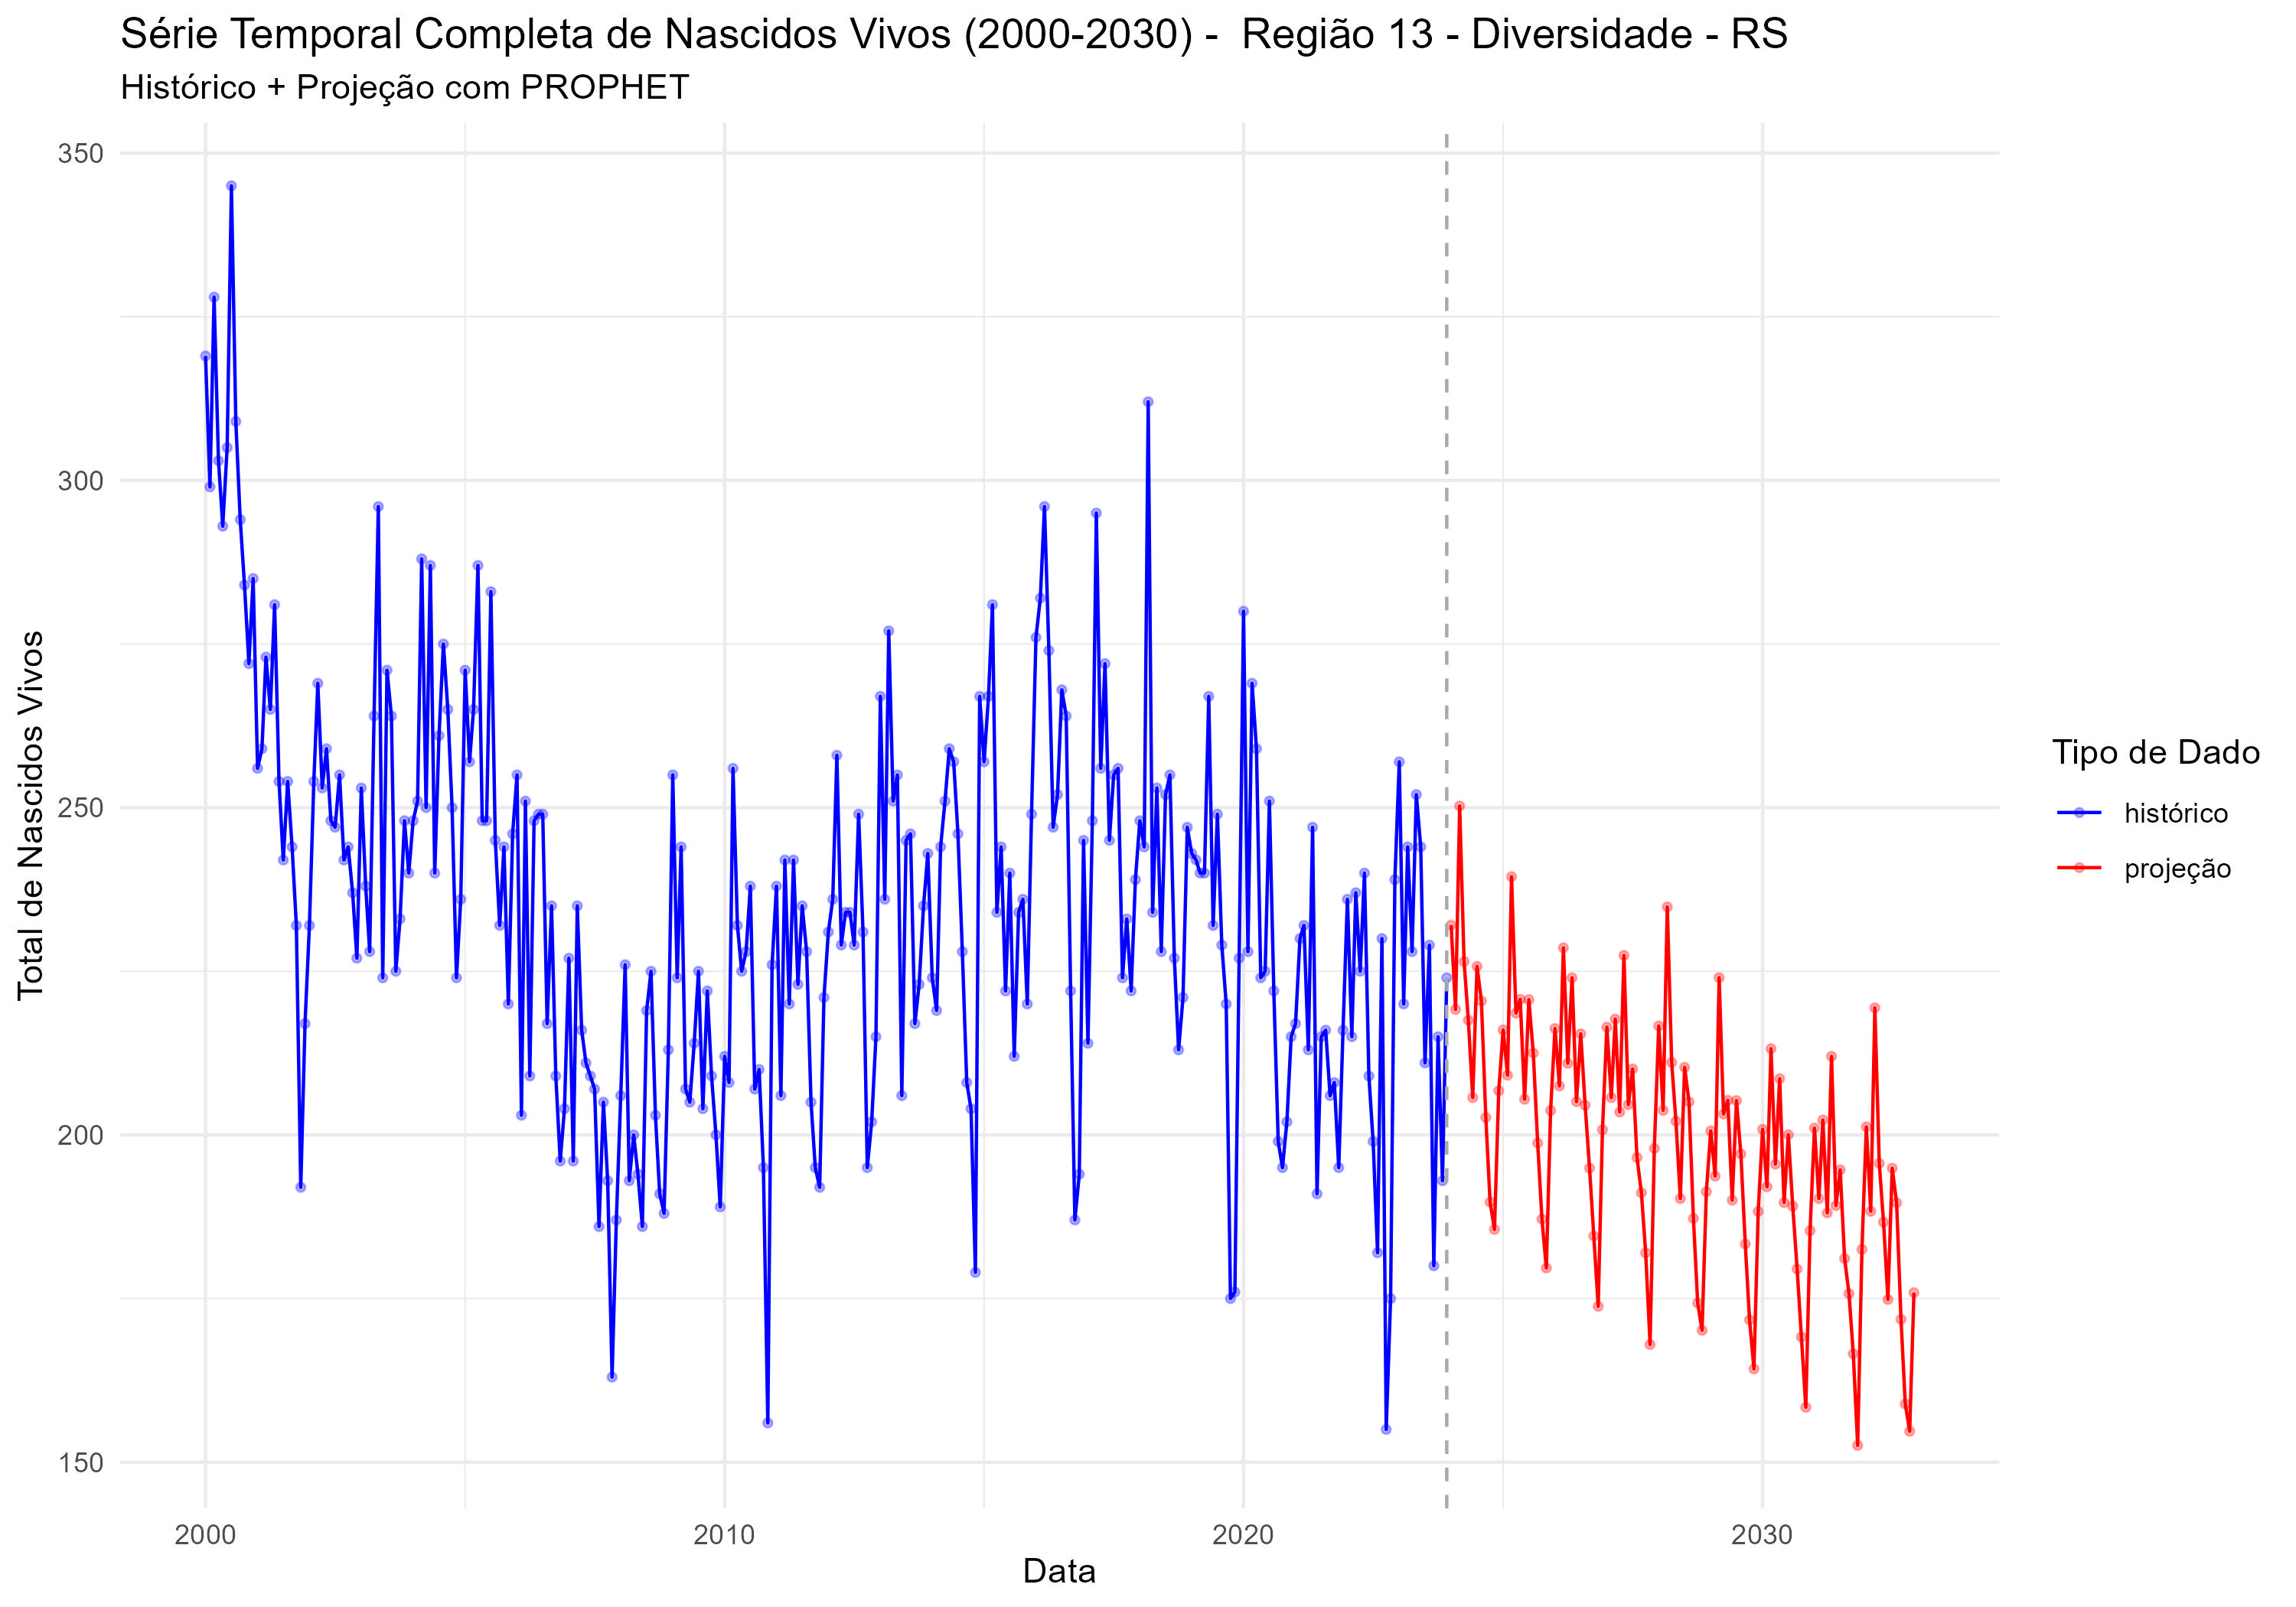 Série Temporal Completa de Nascidos Vivos (2000-2030) -  Região 13 - Diversidade - RS
Histórico + Projeção com PROPHET
350
300
250
200
150
Total de Nascidos Vivos
2000
2010
2020
2030
Data
Tipo de Dado
histórico
projeção